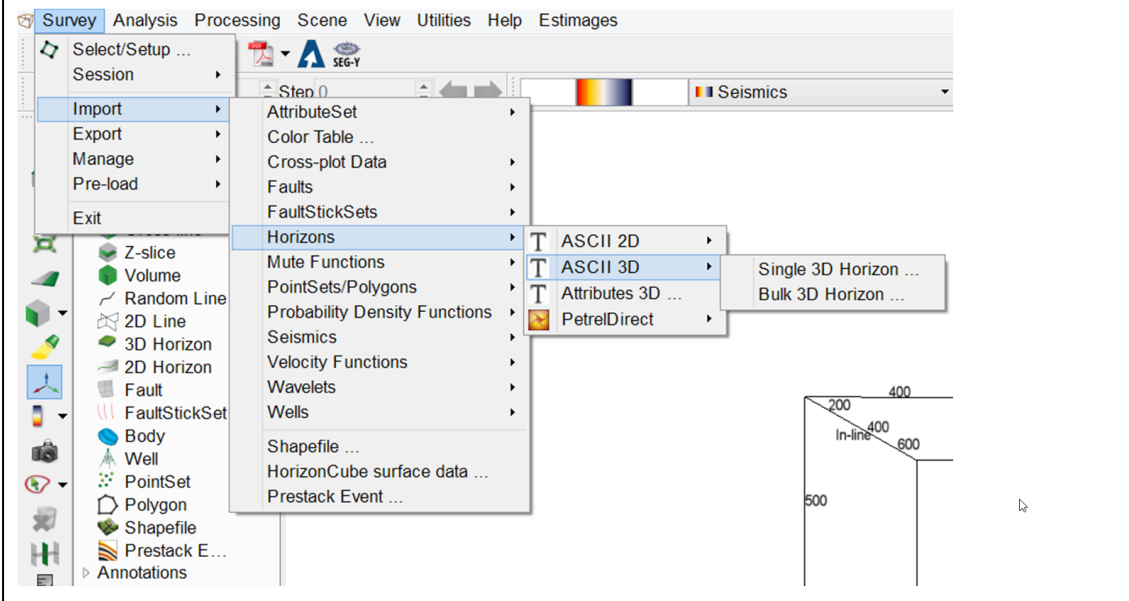 Survey Analysis Processing Scene View Utilities Help Estimages
Select/Setup ...
Session
Import
Export
Manage
Pre-load
Exit
PDF
SEG-Y
Step 0
Seismics
AttributeSet
Color Table ...
Cross-plot Data
Faults
FaultStickSets
Horizons
Mute Functions
PointSets/Polygons
Probability Density Functions
Seismics
Velocity Functions
Wavelets
Wells
Shapefile ...
HorizonCube surface data ...
Prestack Event ...
T ASCII 2D
T ASCII 3D
T Attributes 3D ...
PetrelDirect
Single 3D Horizon ...
Bulk 3D Horizon ...
Z-slice
Volume
Random Line
2D Line
3D Horizon
2D Horizon
Fault
FaultStickSet
Body
Well
PointSet
Polygon
Shapefile
Prestack E...
Annotations
400
200
In-line
400
600
500